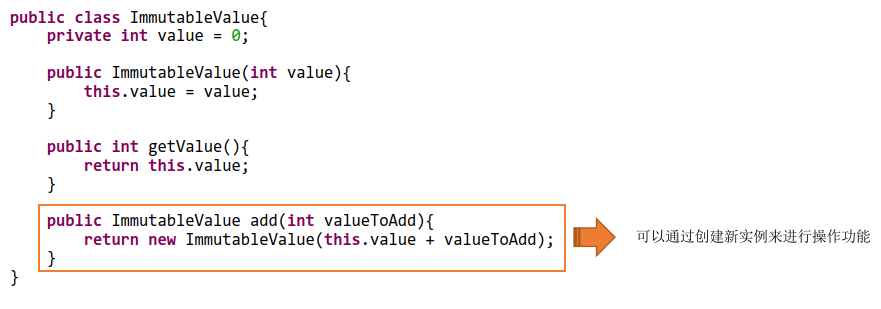 public class ImmutableValue{
    private int value = 0;

    public ImmutableValue(int value){
        this.value = value;
    }

    public int getValue(){
        return this.value;
    }

    public ImmutableValue add(int valueToAdd){
        return new ImmutableValue(this.value + valueToAdd);
    }
}
可以通过创建新实例来进行操作功能